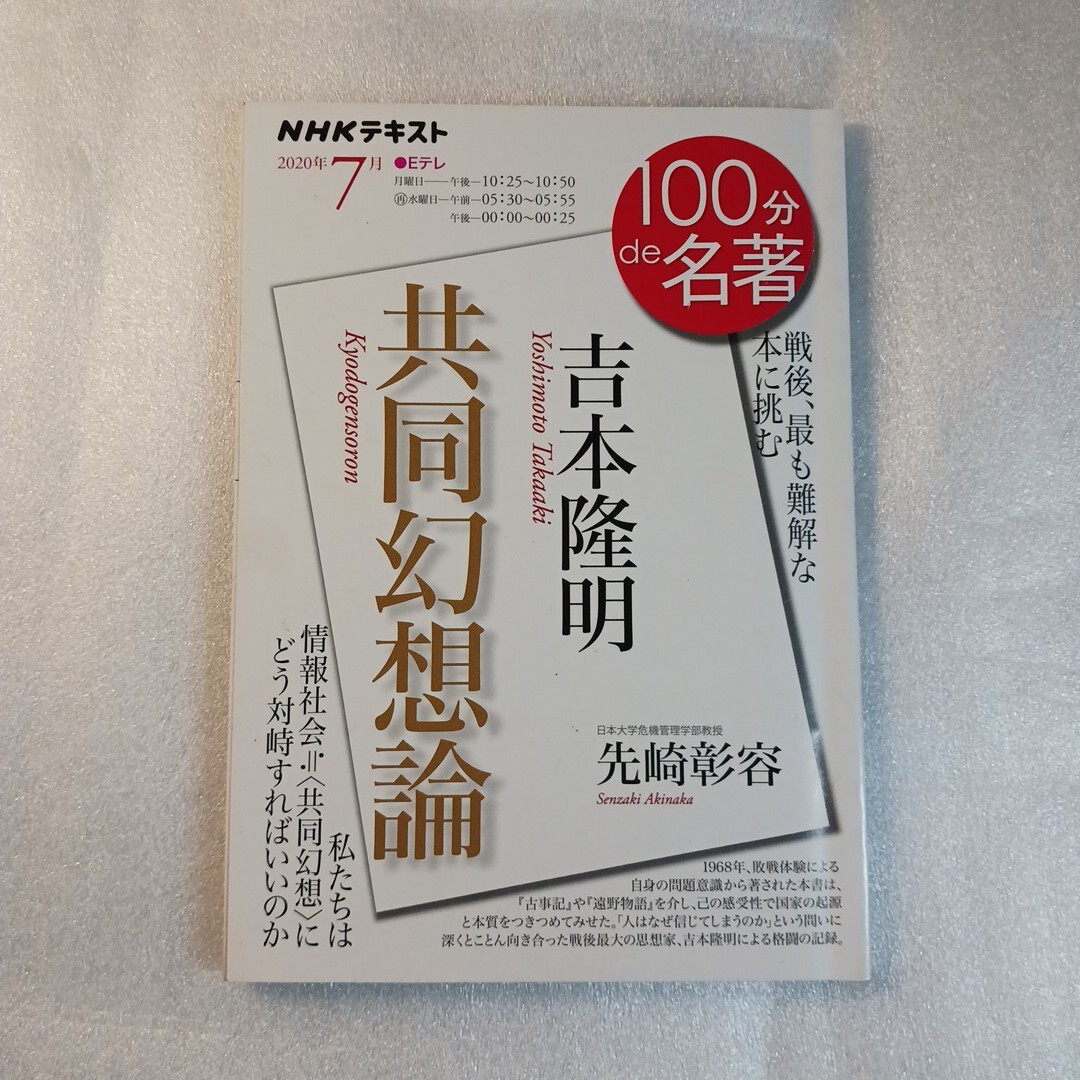 NHKテキスト
2020年7月 ●Eテレ
月曜日──午後─10：25〜10：50
㊢水曜日─午前─05：30〜05：55
午後─00：00〜00：25
100分
de名著
戦後、最も難解な
本に挑む
吉本隆明
Yoshimoto Takaaki
共同幻想論
Kyodogensoron
日本大学危機管理学部教授
先崎彰容
Senzaki Akinaka
私たちは
情報社会≒〈共同幻想〉に
どう対峙すればいいのか
1968年、敗戦体験による
自身の問題意識から著された本書は、
『古事記』や『遠野物語』を介し、己の感受性で国家の起源
と本質をつきつめてみせた。「人はなぜ信じてしまうのか」という問いに
深くとことん向き合った戦後最大の思想家、吉本隆明による格闘の記録。